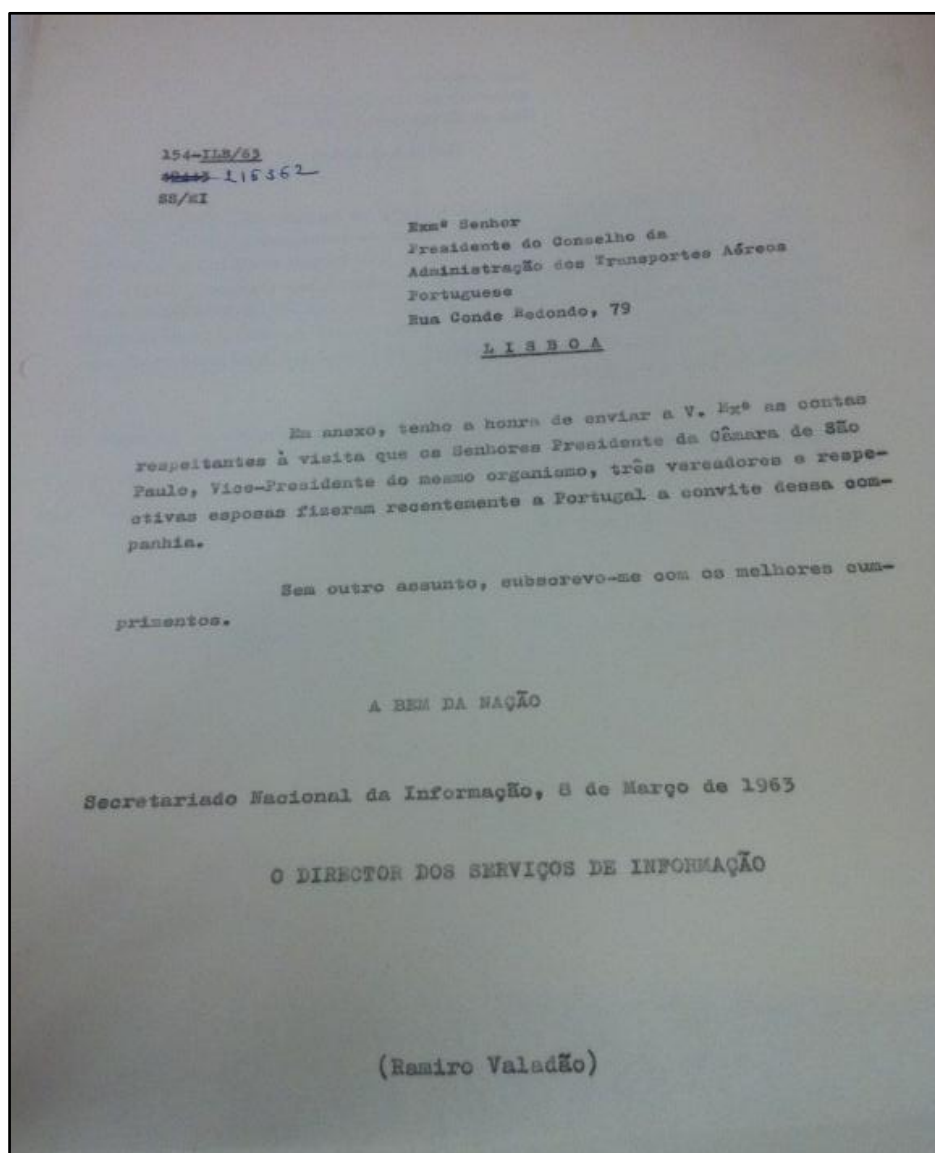 154-ILB/63
216362
SS/EI
Exmº Senhor
Presidente do Conselho da
Administração dos Transportes Aéreos
Portuguese
Rua Conde Redondo, 79
LISBOA
Em anexo, tenho a honra de enviar a V. Exª as contas
respeitantes à visita que os Senhores Presidente da Câmara de São
Paulo, Vice-Presidente do mesmo organismo, três vereadores e respe-
ctivas esposas fizeram recentemente a Portugal a convite dessa com-
panhia.
Sem outro assunto, subscrevo-me com os melhores cum-
primentos.
A BEM DA NAÇÃO
Secretariado Nacional da Informação, 8 de Março de 1963
O DIRECTOR DOS SERVIÇOS DE INFORMAÇÃO
(Ramiro Valadão)